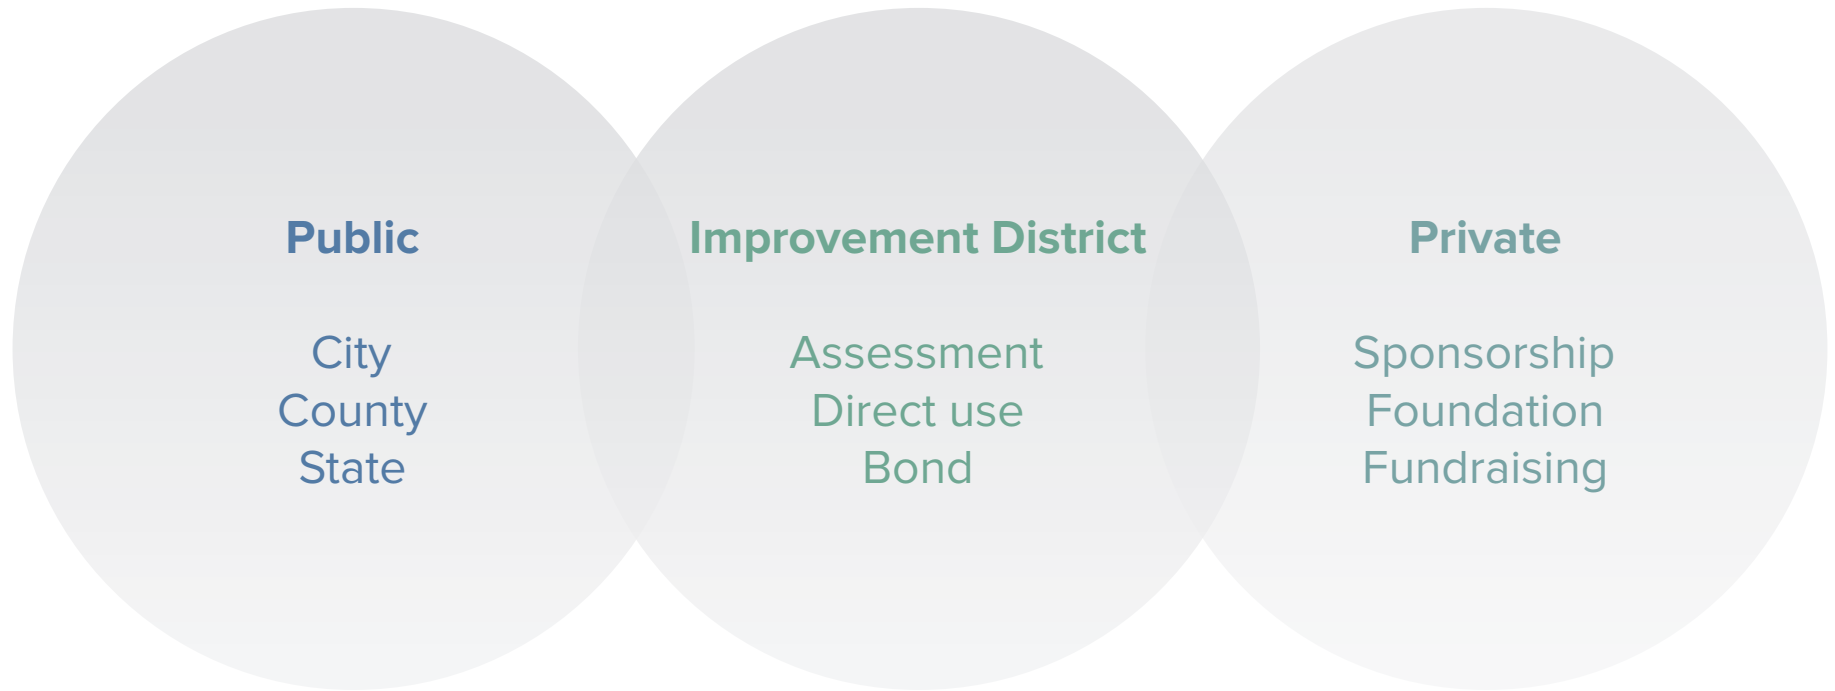 Public
City
County
State
Improvement District
Assessment
Direct use
Bond
Private
Sponsorship
Foundation
Fundraising